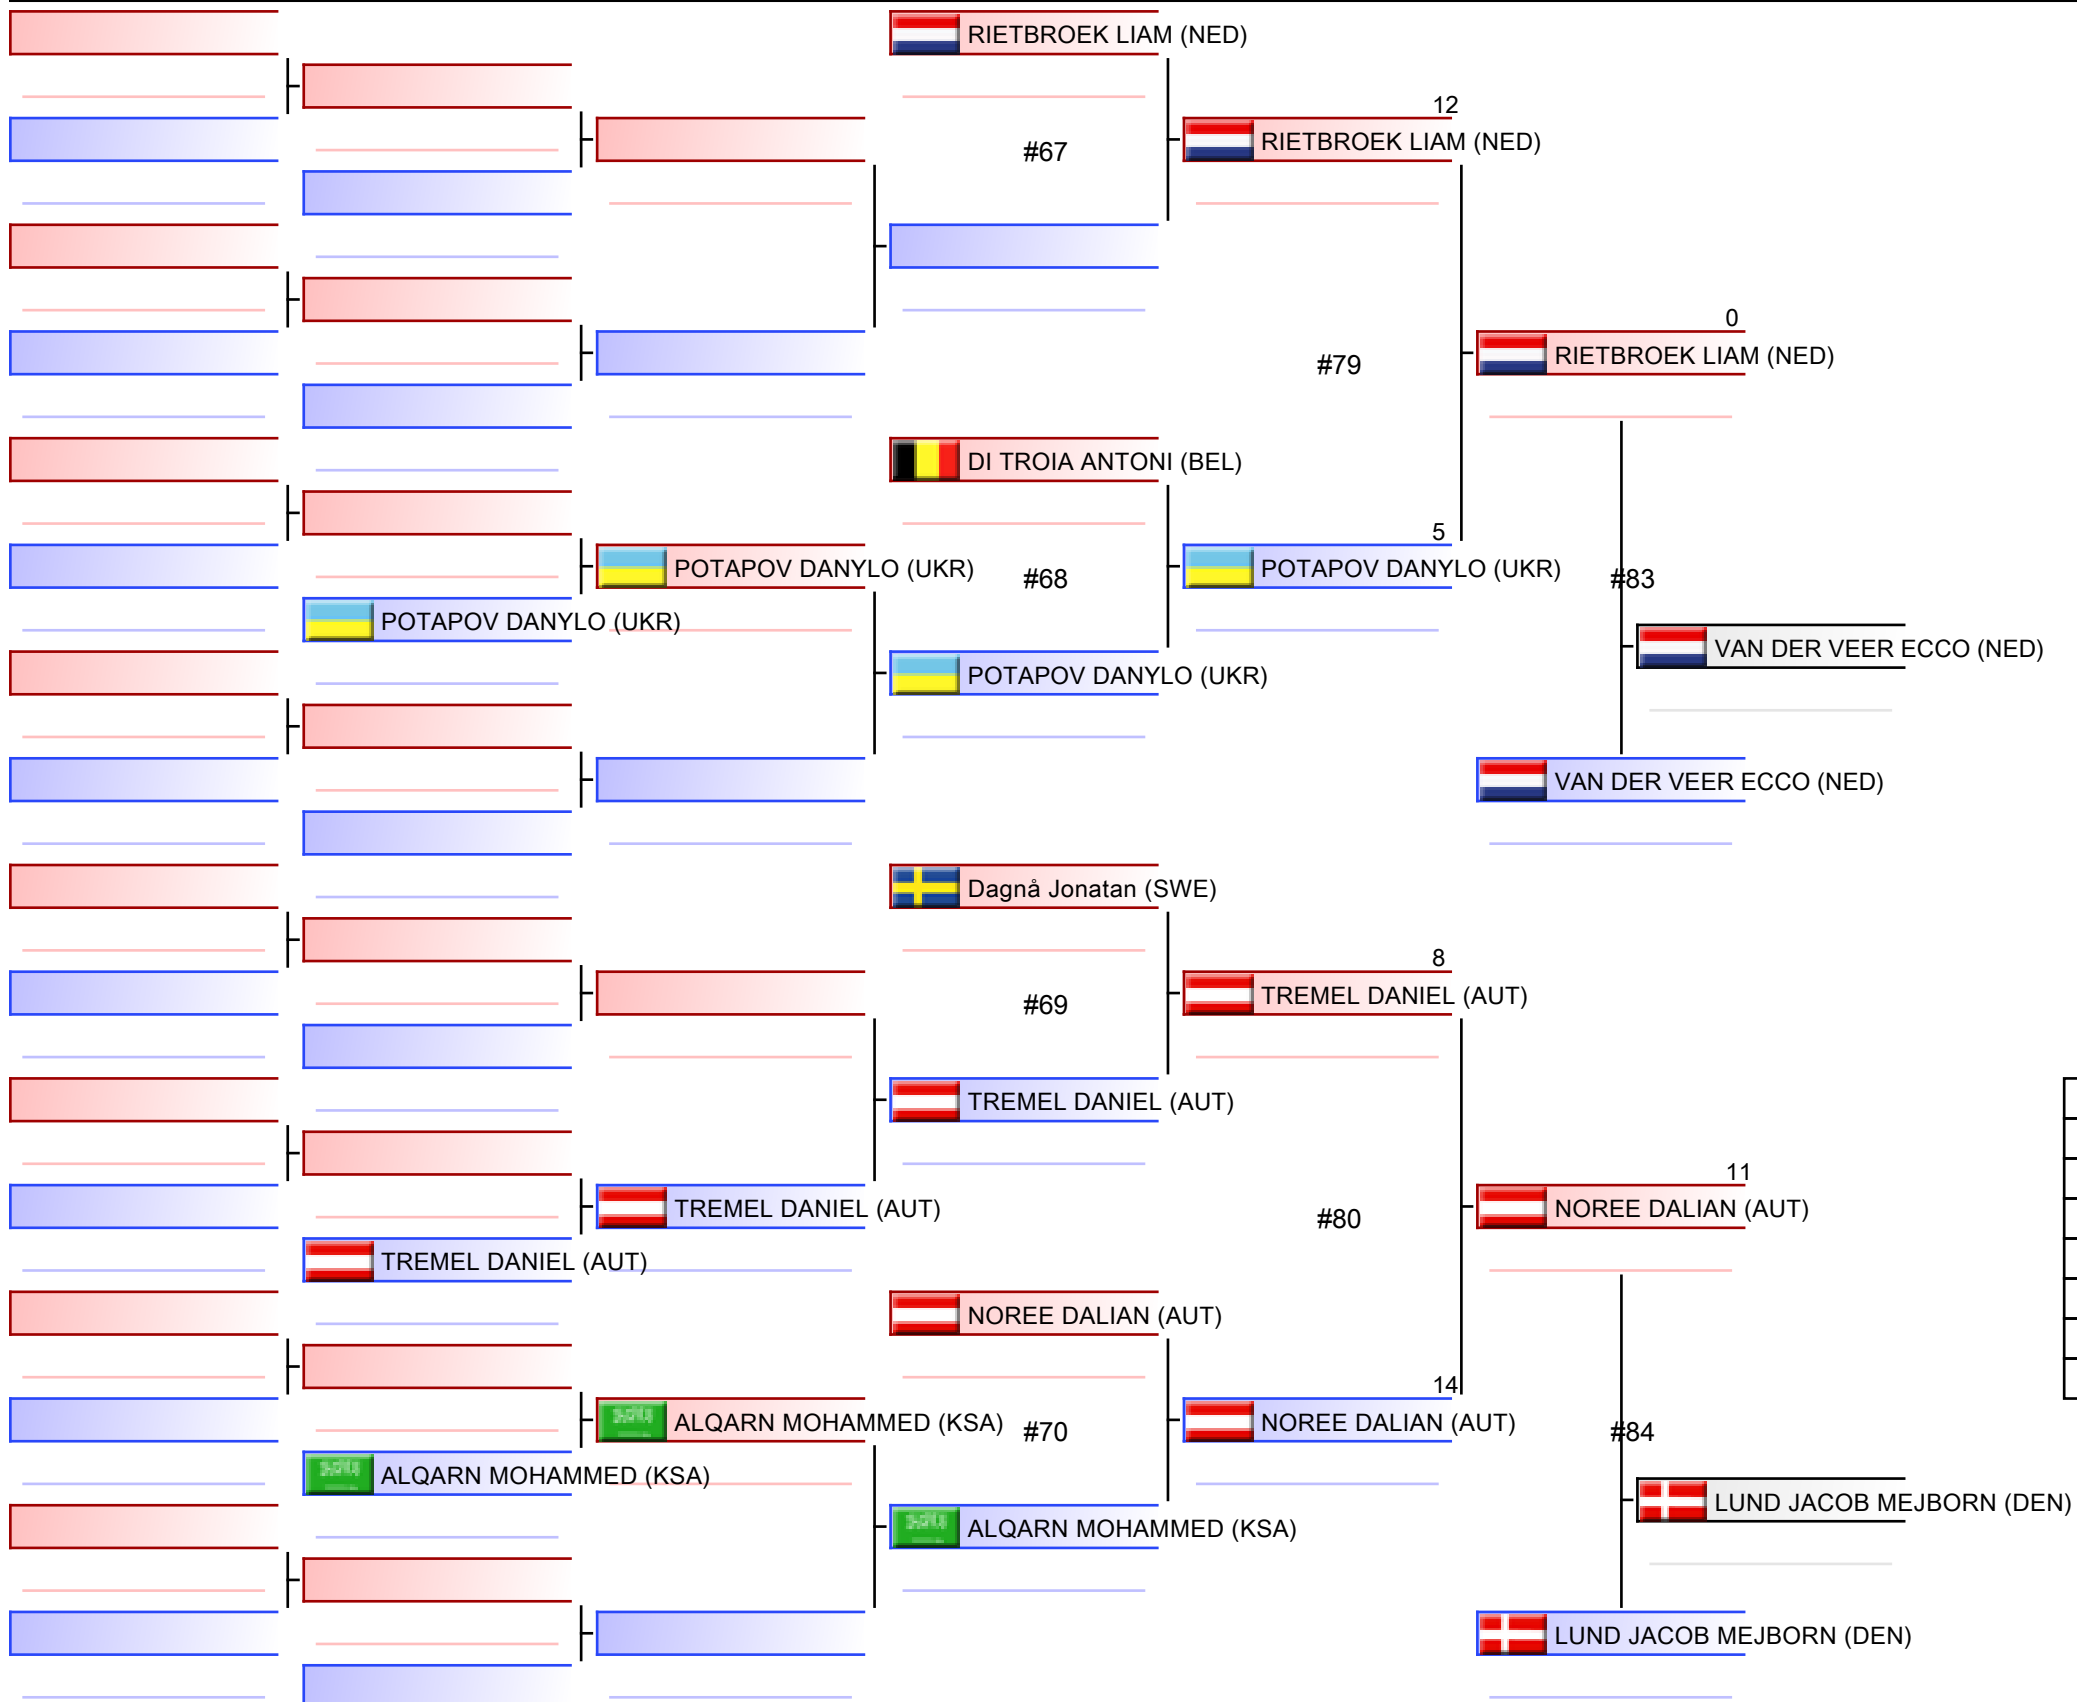 RIETBROEK LIAM (NED)
12
#67
RIETBROEK LIAM (NED)
0
#79
RIETBROEK LIAM (NED)
DI TROIA ANTONI (BEL)
5
POTAPOV DANYLO (UKR)
#68
POTAPOV DANYLO (UKR)
#83
POTAPOV DANYLO (UKR)
VAN DER VEER ECCO (NED)
POTAPOV DANYLO (UKR)
VAN DER VEER ECCO (NED)
Dagnå Jonatan (SWE)
8
#69
TREMEL DANIEL (AUT)
TREMEL DANIEL (AUT)
11
TREMEL DANIEL (AUT)
#80
NOREE DALIAN (AUT)
TREMEL DANIEL (AUT)
NOREE DALIAN (AUT)
14
ALQARN MOHAMMED (KSA)
#70
NOREE DALIAN (AUT)
#84
ALQARN MOHAMMED (KSA)
LUND JACOB MEJBORN (DEN)
ALQARN MOHAMMED (KSA)
LUND JACOB MEJBORN (DEN)